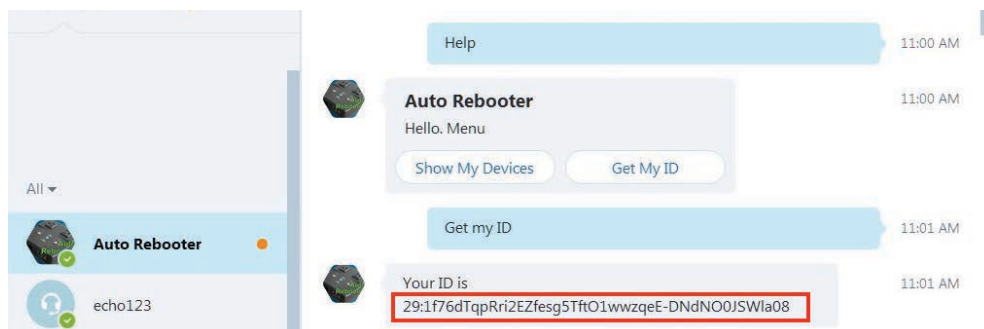 Help
11:00 AM
Auto Rebooter
11:00 AM
Hello. Menu
Show My Devices
Get My ID
All
Get my ID
11:01 AM
Auto Rebooter
Your ID is
11:01 AM
29:1f76dTqpRri2EZfesg5TftO1wwzqeE-DNdNO0JSWla08
echo123